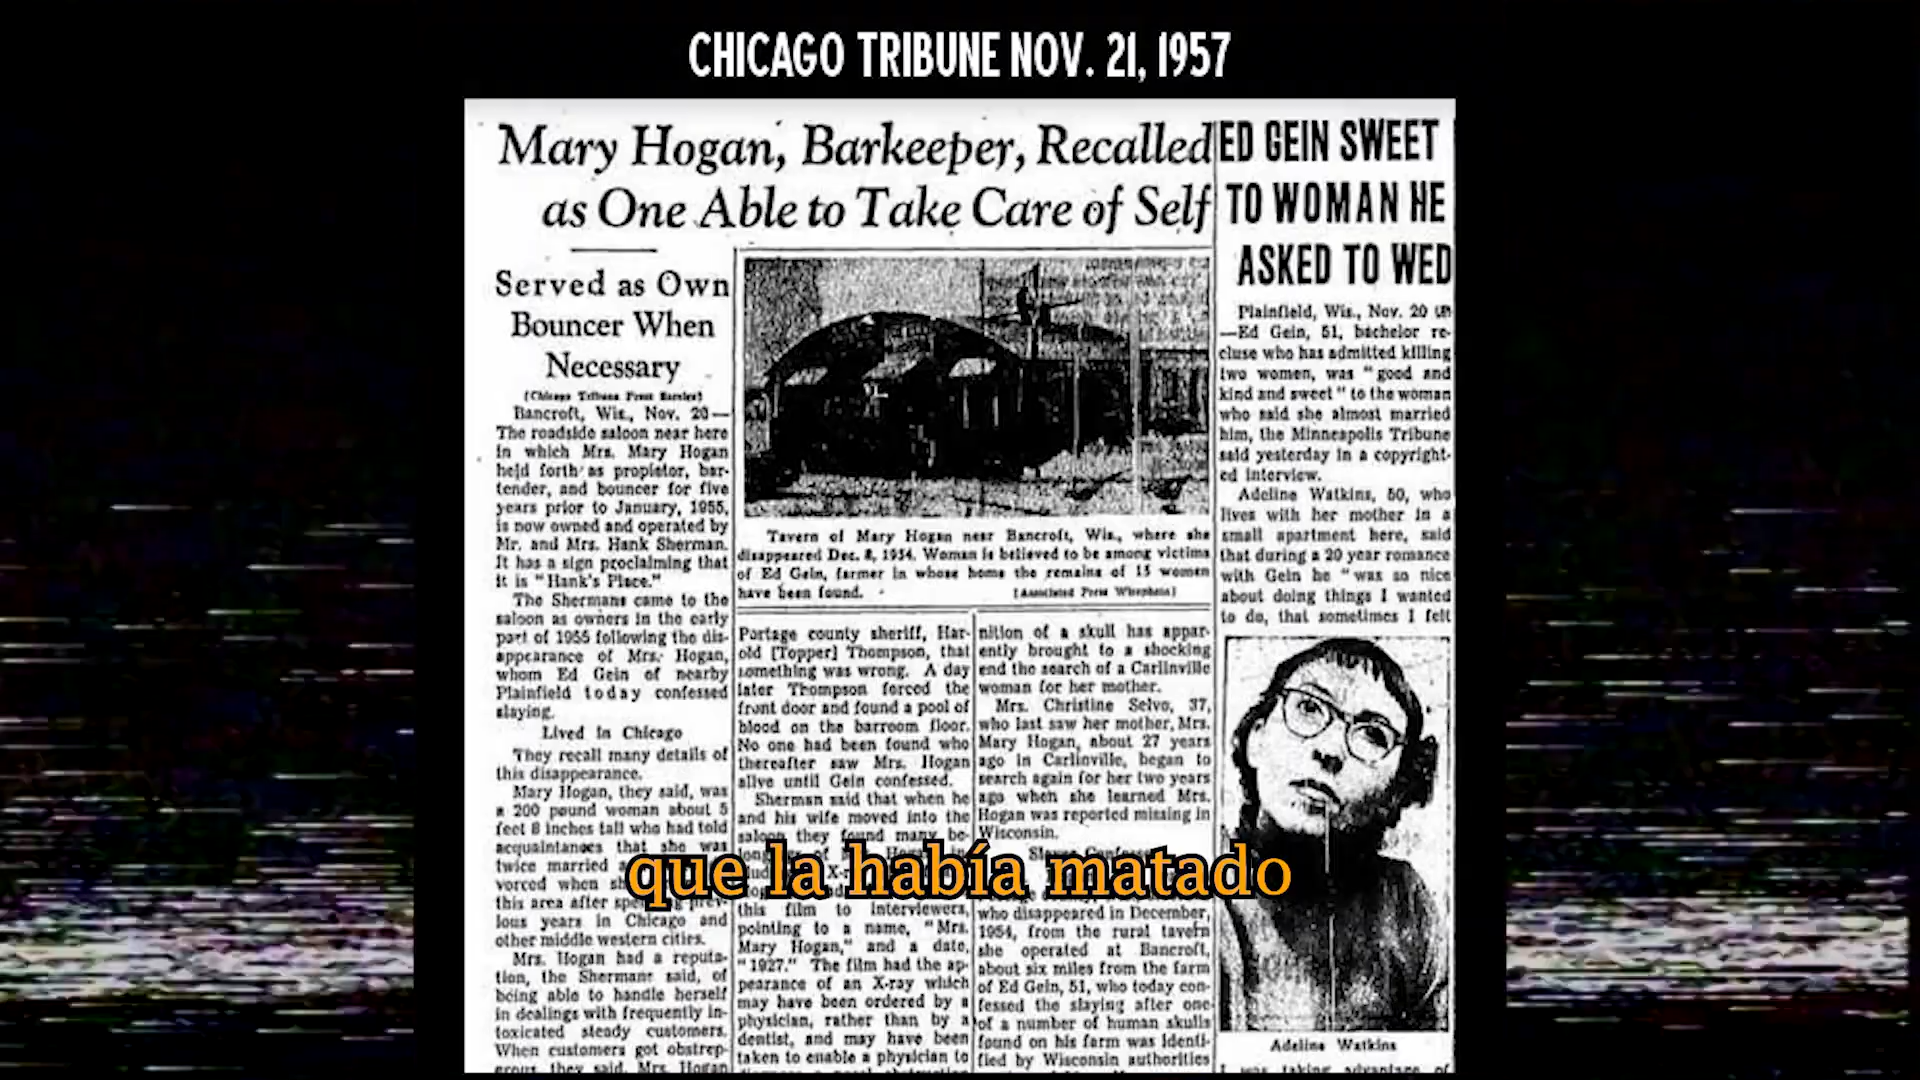 CHICAGO TRIBUNE NOV. 21, 1957
Mary Hogan, Barkeeper, Recalled
as One Able to Take Care of Self
Served as Own
Bouncer When
Necessary
[Chicago Tribune Press Service]
Bancroft, Wis., Nov. 20—
The roadside saloon near here
in which Mrs. Mary Hogan
held forth as propietor, bar-
tender, and bouncer for five
years prior to January, 1955,
is now owned and operated by
Mr. and Mrs. Hank Sherman.
It has a sign proclaiming that
it is "Hank's Place."
The Shermans came to the
saloon as owners in the early
part of 1955 following the dis-
appearance of Mrs. Hogan,
whom Ed Gein of nearby
Plainfield today confessed
slaying.
Lived in Chicago
They recall many details of
this disappearance.
Mary Hogan, they said, was
a 200 pound woman about 5
feet 8 inches tall who had told
acquaintances that she was
twice married
vorced when
this area after prev-
ious years in Chicago and
other middle western cities.
Mrs. Hogan had a reputa-
tion, the Shermans said, of
being able to handle herself
in dealings with frequently in-
toxicated steady customers.
When customers got obstrep-
erous, they said, Mrs. Hogan
Tavern of Mary Hogan near Bancroft, Wis., where she
disappeared Dec. 8, 1954. Woman is believed to be among victims
of Ed Gein, farmer in whose home the remains of 15 women
have been found. [Associated Press Wirephoto]
Portage county sheriff, Har-
old [Topper] Thompson, that
something was wrong. A day
later Thompson forced the
front door and found a pool of
blood on the barroom floor.
No one had been found who
thereafter saw Mrs. Hogan
alive until Gein confessed.
Sherman said that when he
and his wife moved into the
saloon they found many be-
this film to interviewers,
pointing to a name, "Mrs.
Mary Hogan," and a date,
"1927." The film had the ap-
pearance of an X-ray which
may have been ordered by a
physician, rather than by a
dentist, and may have been
taken to enable a physician to
nition of a skull has appar-
ently brought to a shocking
end the search of a Carlinville
woman for her mother.
Mrs. Christine Selvo, 37,
who last saw her mother, Mrs.
Mary Hogan, about 27 years
ago in Carlinville, began to
search again for her two years
ago when she learned Mrs.
Hogan was reported missing in
Wisconsin.
who disappeared in December,
1954, from the rural tavern
she operated at Bancroft,
about six miles from the farm
of Ed Gein, 51, who today con-
fessed the slaying after one
of a number of human skulls
found on his farm was identi-
fied by Wisconsin authorities
ED GEIN SWEET
TO WOMAN HE
ASKED TO WED
Plainfield, Wis., Nov. 20
—Ed Gein, 51, bachelor re-
cluse who has admitted killing
two women, was "good and
kind and sweet" to the woman
who said she almost married
him, the Minneapolis Tribune
said yesterday in a copyright-
ed interview.
Adeline Watkins, 50, who
lives with her mother in a
small apartment here, said
that during a 20 year romance
with Gein he "was so nice
about doing things I wanted
to do, that sometimes I felt
Adeline Watkins
I was taking advantage of
que la había matado